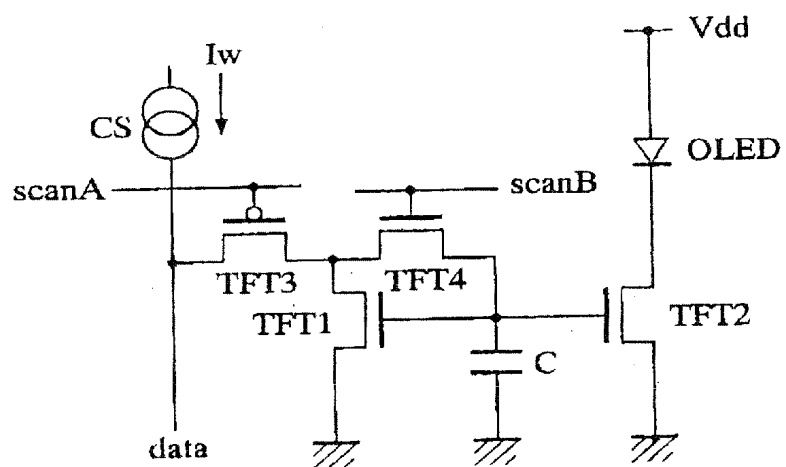 Vdd
Iw
CS
OLED
scanA
scanB
TFT3
TFT4
TFT1
TFT2
C
data